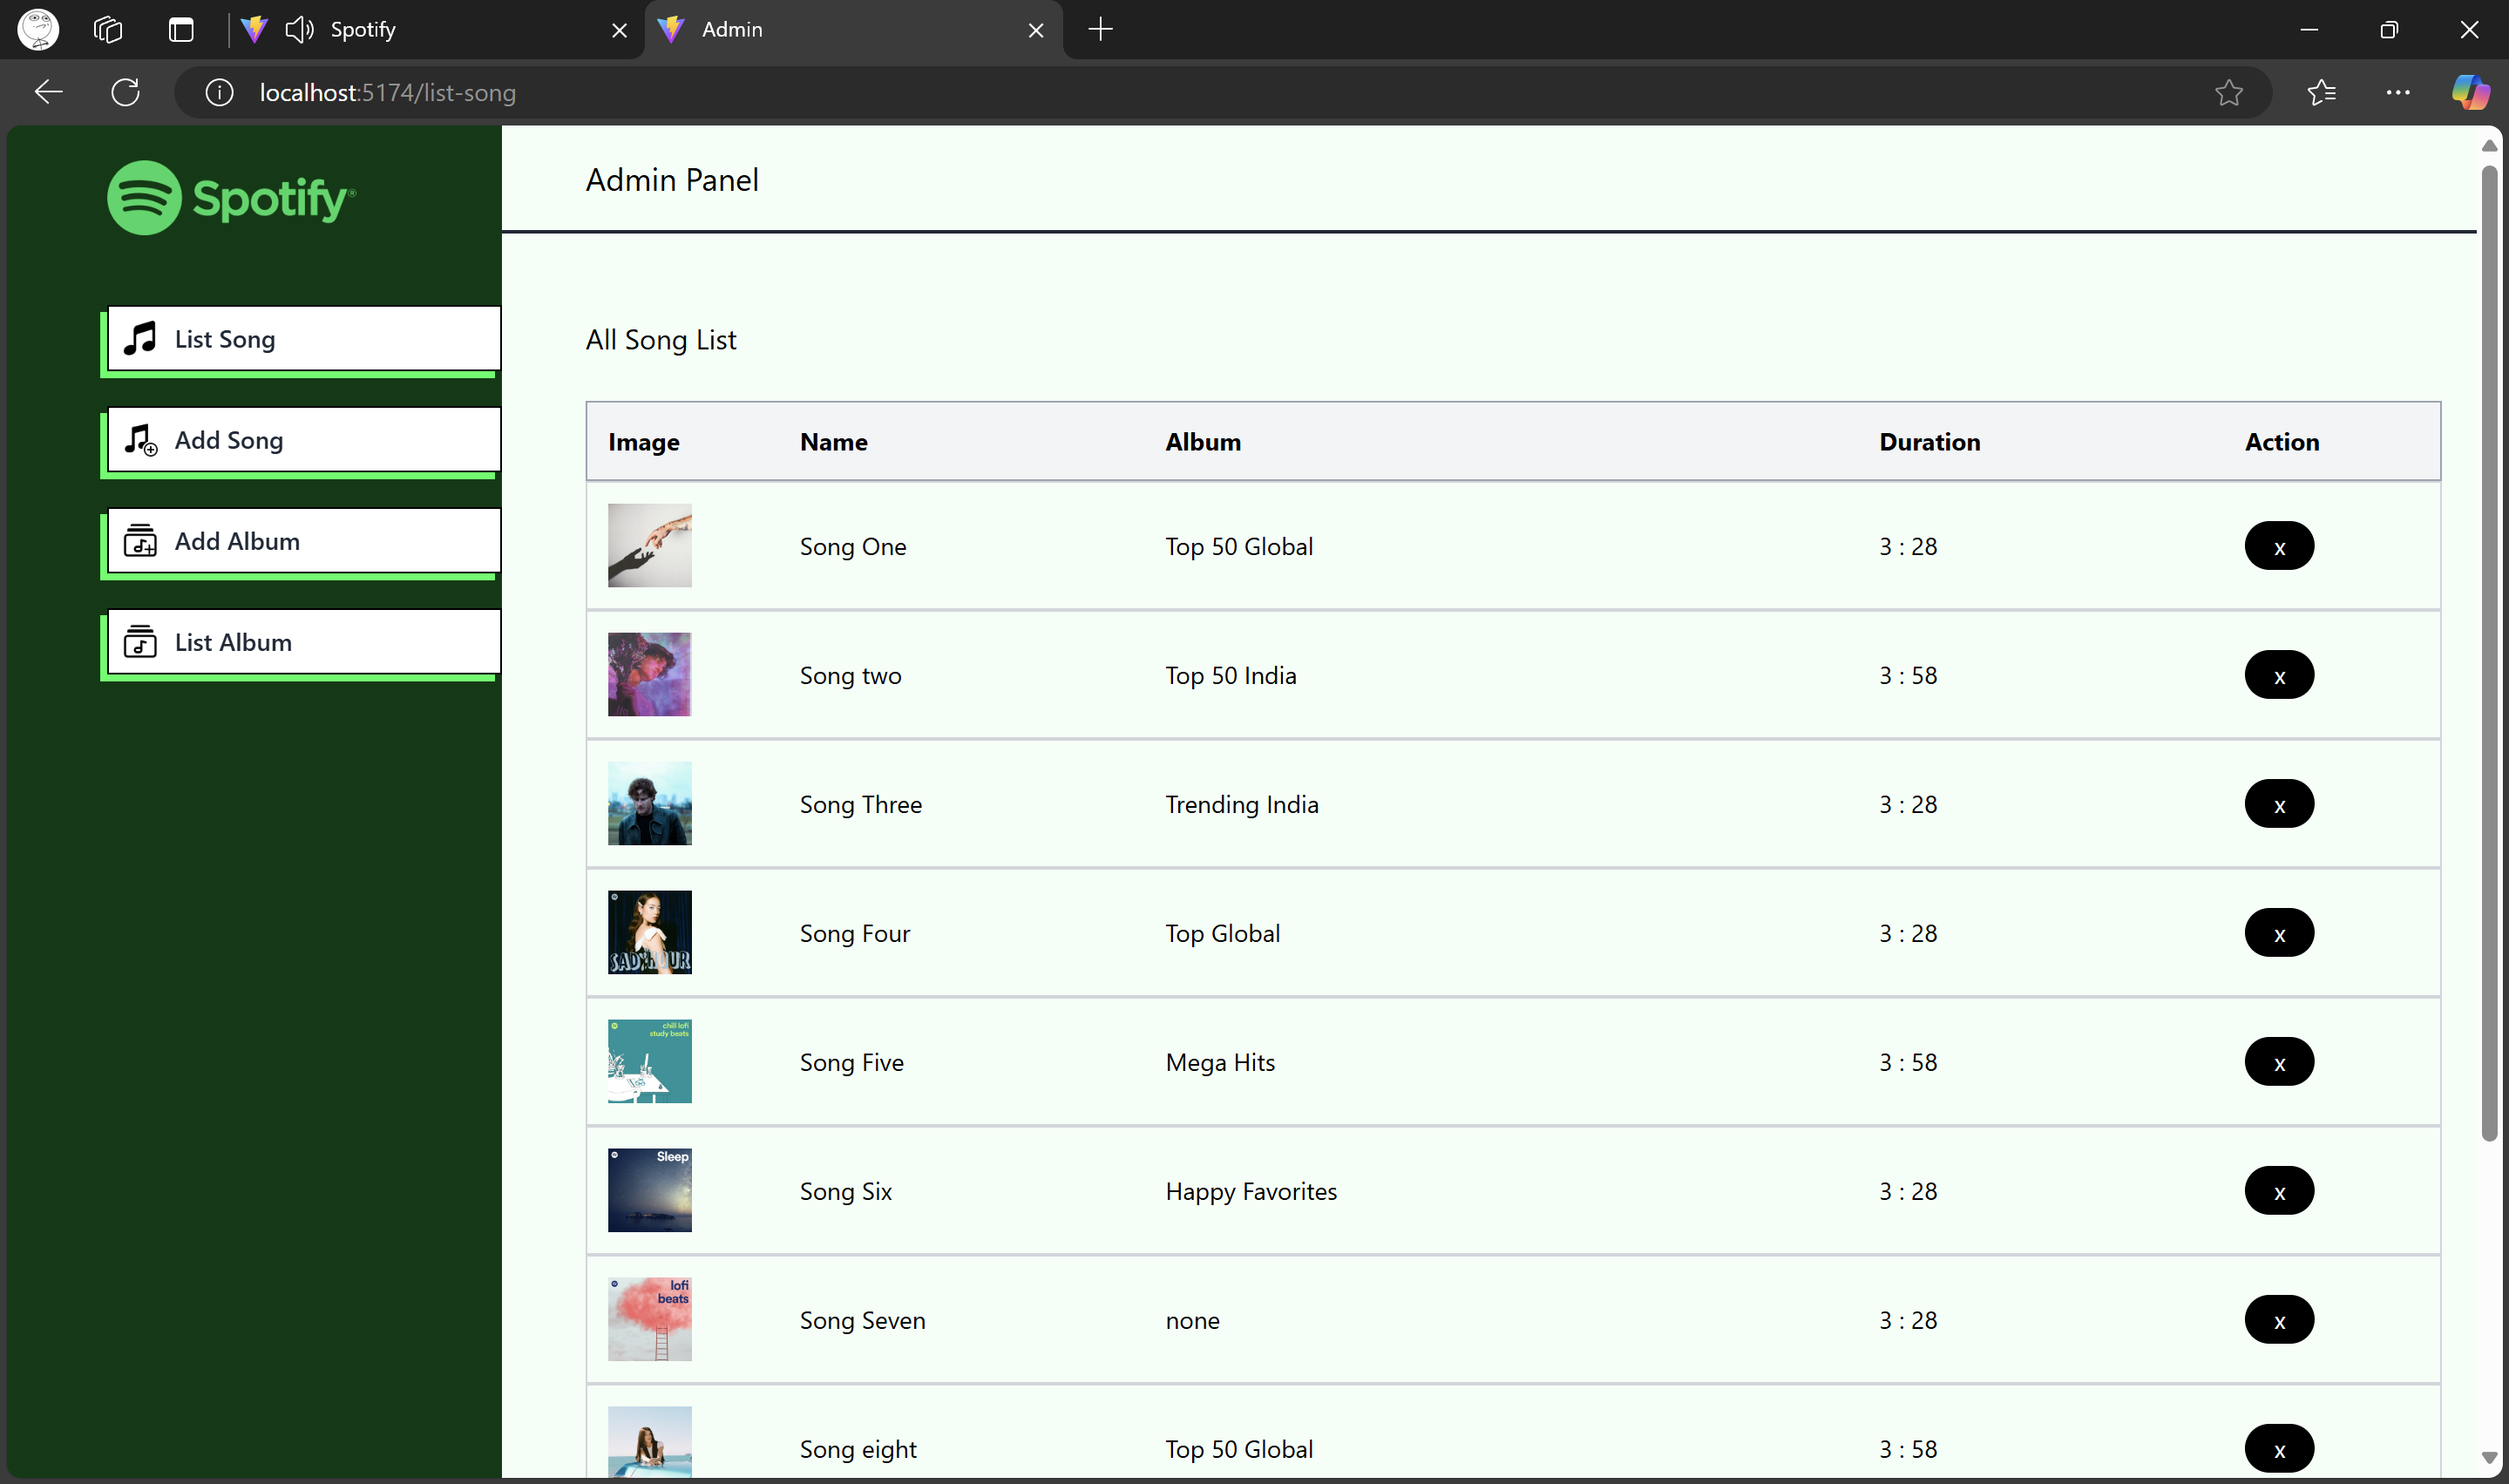 Spotify
Admin
localhost:5174/list-song
Spotify®
Admin Panel
List Song
Add Song
Add Album
List Album
All Song List
Image Name Album Duration Action
Song One Top 50 Global 3 : 28 x
Song two Top 50 India 3 : 58 x
Song Three Trending India 3 : 28 x
SADHOUR
Song Four Top Global 3 : 28 x
chill lofi
study beats
Song Five Mega Hits 3 : 58 x
Sleep
Song Six Happy Favorites 3 : 28 x
lofi
beats
Song Seven none 3 : 28 x
Song eight Top 50 Global 3 : 58 x